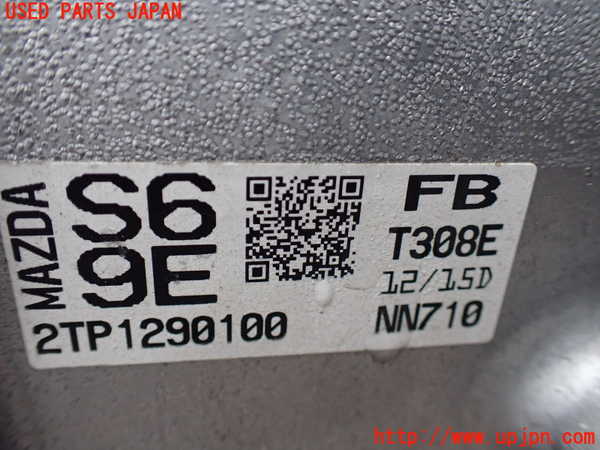 USED PARTS JAPAN
MAZDA
S6
9E
2TP1290100
FB
T308E
12/15D
NN710
http://www.upjpn.com